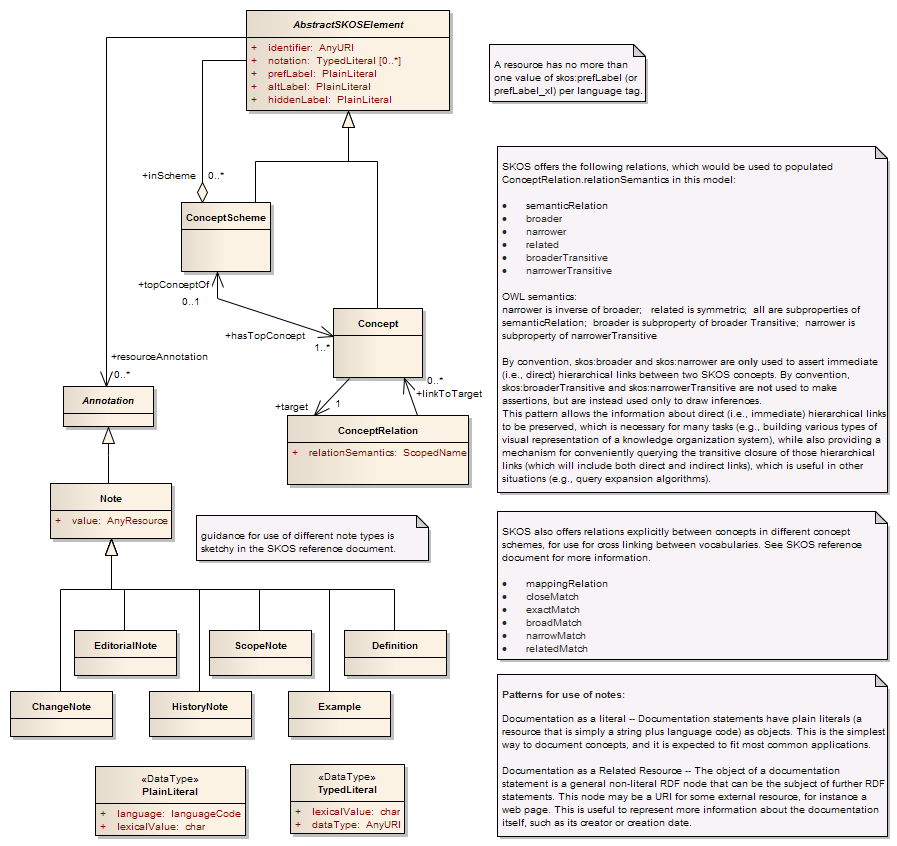 AbstractSKOSElement
+ identifier: AnyURI
+ notation: TypedLiteral [0..*]
+ prefLabel: PlainLiteral
+ altLabel: PlainLiteral
+ hiddenLabel: PlainLiteral
A resource has no more than
one value of skos:prefLabel (or
prefLabel_xl) per language tag.
+inScheme 0..*
ConceptScheme
+topConceptOf
0..1
+hasTopConcept
1..*
Concept
+resourceAnnotation
0..*
Annotation
+target
1
0..*
+linkToTarget
ConceptRelation
+ relationSemantics: ScopedName
Note
+ value: AnyResource
guidance for use of different note types is
sketchy in the SKOS reference document.
EditorialNote
ScopeNote
Definition
ChangeNote
HistoryNote
Example
«DataType»
PlainLiteral
+ language: languageCode
+ lexicalValue: char
«DataType»
TypedLiteral
+ lexicalValue: char
+ dataType: AnyURI
SKOS offers the following relations, which would be used to populated
ConceptRelation.relationSemantics in this model:
• semanticRelation
• broader
• narrower
• related
• broaderTransitive
• narrowerTransitive
OWL semantics:
narrower is inverse of broader; related is symmetric; all are subproperties of
semanticRelation; broader is subproperty of broader Transitive; narrower is
subproperty of narrowerTransitive
By convention, skos:broader and skos:narrower are only used to assert immediate
(i.e., direct) hierarchical links between two SKOS concepts. By convention,
skos:broaderTransitive and skos:narrowerTransitive are not used to make
assertions, but are instead used only to draw inferences.
This pattern allows the information about direct (i.e., immediate) hierarchical links
to be preserved, which is necessary for many tasks (e.g., building various types of
visual representation of a knowledge organization system), while also providing a
mechanism for conveniently querying the transitive closure of those hierarchical
links (which will include both direct and indirect links), which is useful in other
situations (e.g., query expansion algorithms).
SKOS also offers relations explicitly between concepts in different concept
schemes, for use for cross linking between vocabularies. See SKOS reference
document for more information.
• mappingRelation
• closeMatch
• exactMatch
• broadMatch
• narrowMatch
• relatedMatch
Patterns for use of notes:
Documentation as a literal -- Documentation statements have plain literals (a
resource that is simply a string plus language code) as objects. This is the simplest
way to document concepts, and it is expected to fit most common applications.
Documentation as a Related Resource -- The object of a documentation
statement is a general non-literal RDF node that can be the subject of further RDF
statements. This node may be a URI for some external resource, for instance a
web page. This is useful to represent more information about the documentation
itself, such as its creator or creation date.